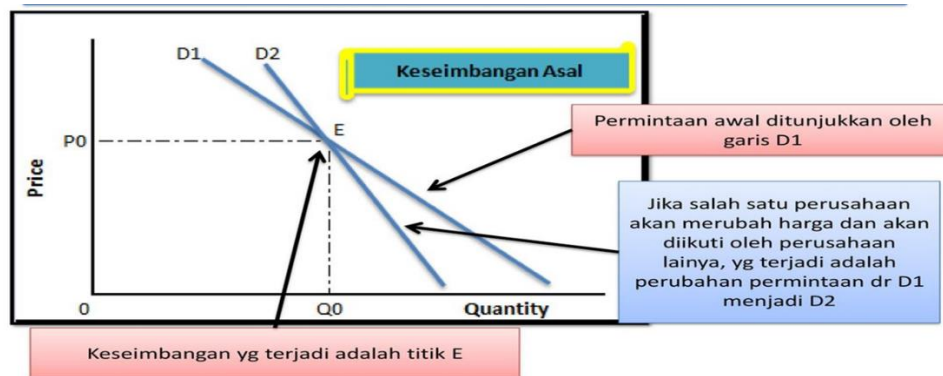 D1
D2
Keseimbangan Asal
E
P0
Price
0
Q0
Quantity
Permintaan awal ditunjukkan oleh
garis D1
Jika salah satu perusahaan
akan merubah harga dan akan
diikuti oleh perusahaan
lainya, yg terjadi adalah
perubahan permintaan dr D1
menjadi D2
Keseimbangan yg terjadi adalah titik E